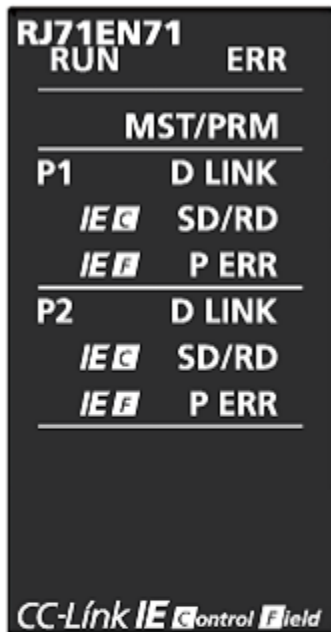 RJ71EN71
RUN ERR
MST/PRM
P1 D LINK
IE C SD/RD
IE F P ERR
P2 D LINK
IE C SD/RD
IE F P ERR
CC-Link IE Control Field